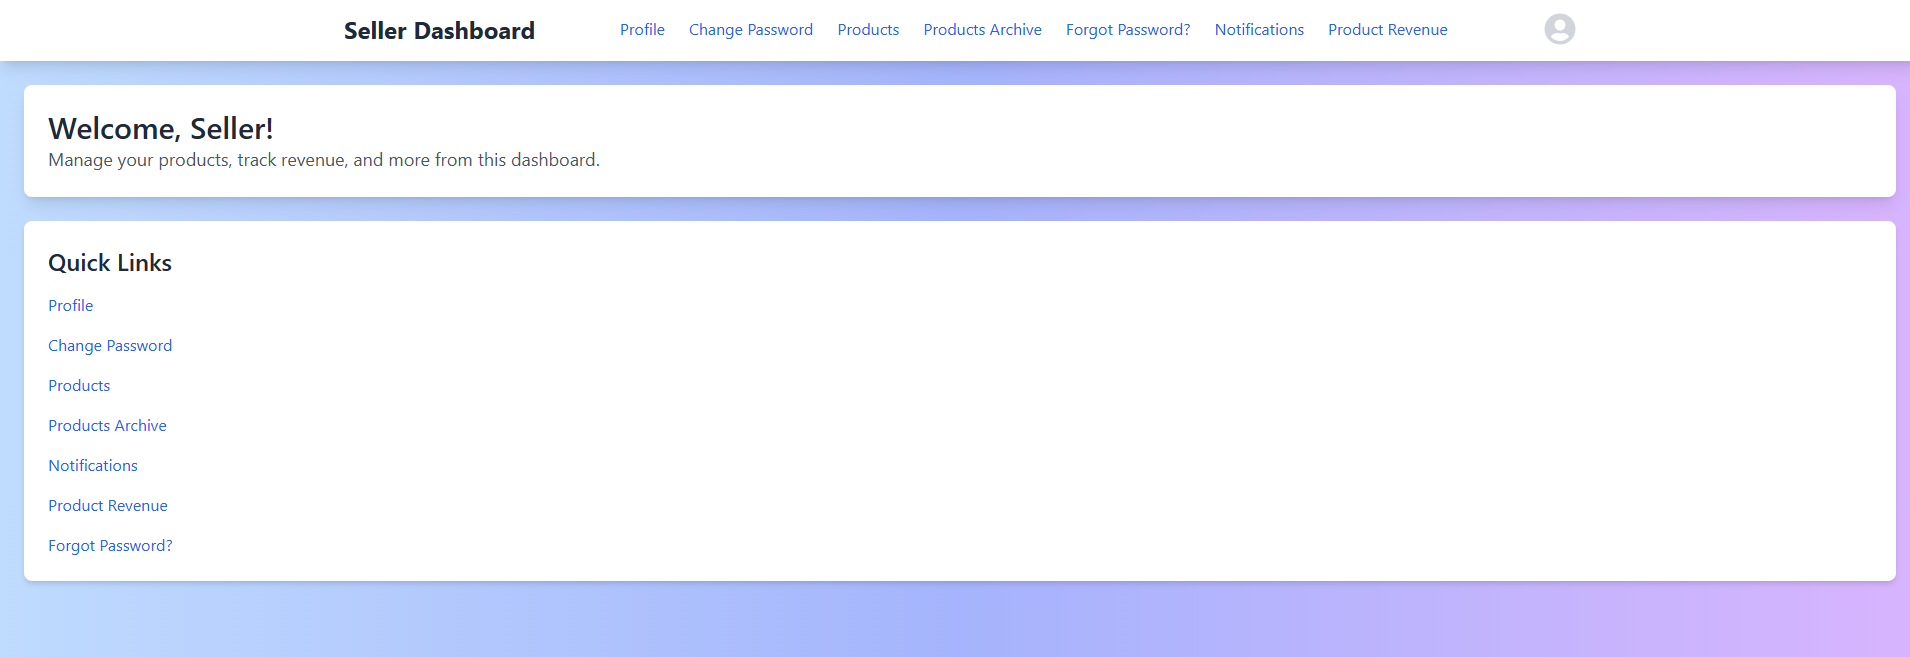 Seller Dashboard Profile Change Password Products Products Archive Forgot Password? Notifications Product Revenue
Welcome, Seller!
Manage your products, track revenue, and more from this dashboard.
Quick Links
Profile
Change Password
Products
Products Archive
Notifications
Product Revenue
Forgot Password?